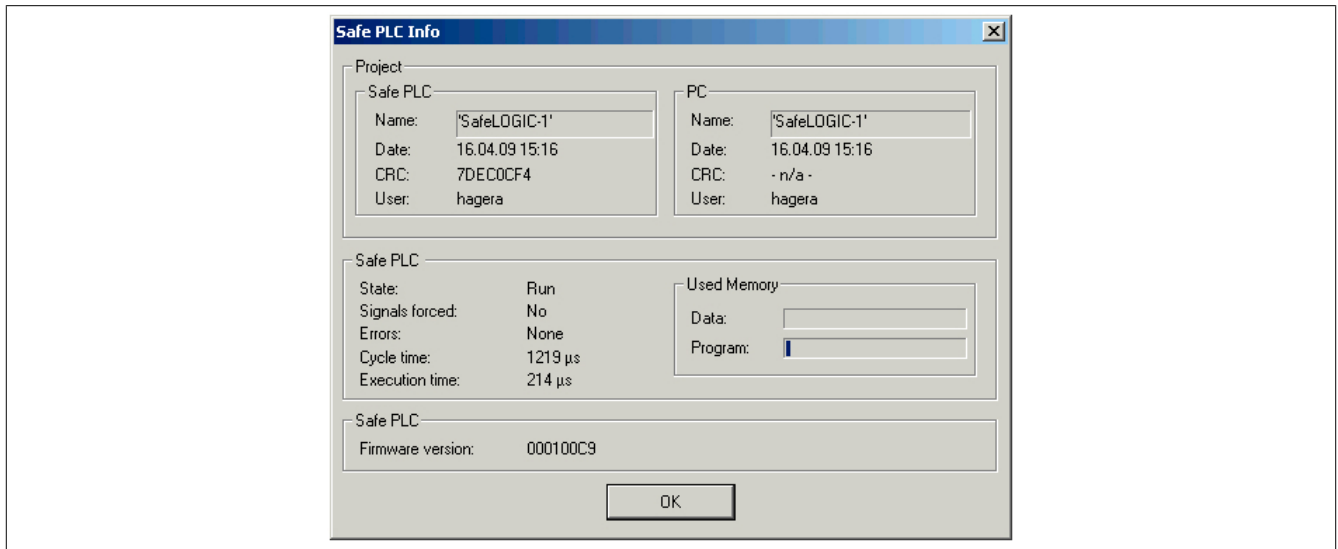 Safe PLC Info
Project
Safe PLC
Name: 'SafeLOGIC-1'
Date: 16.04.09 15:16
CRC: 7DEC0CF4
User: hagera
PC
Name: 'SafeLOGIC-1'
Date: 16.04.09 15:16
CRC: - n/a -
User: hagera
Safe PLC
State: Run
Signals forced: No
Errors: None
Cycle time: 1219 µs
Execution time: 214 µs
Used Memory
Data:
Program:
Safe PLC
Firmware version: 000100C9
OK